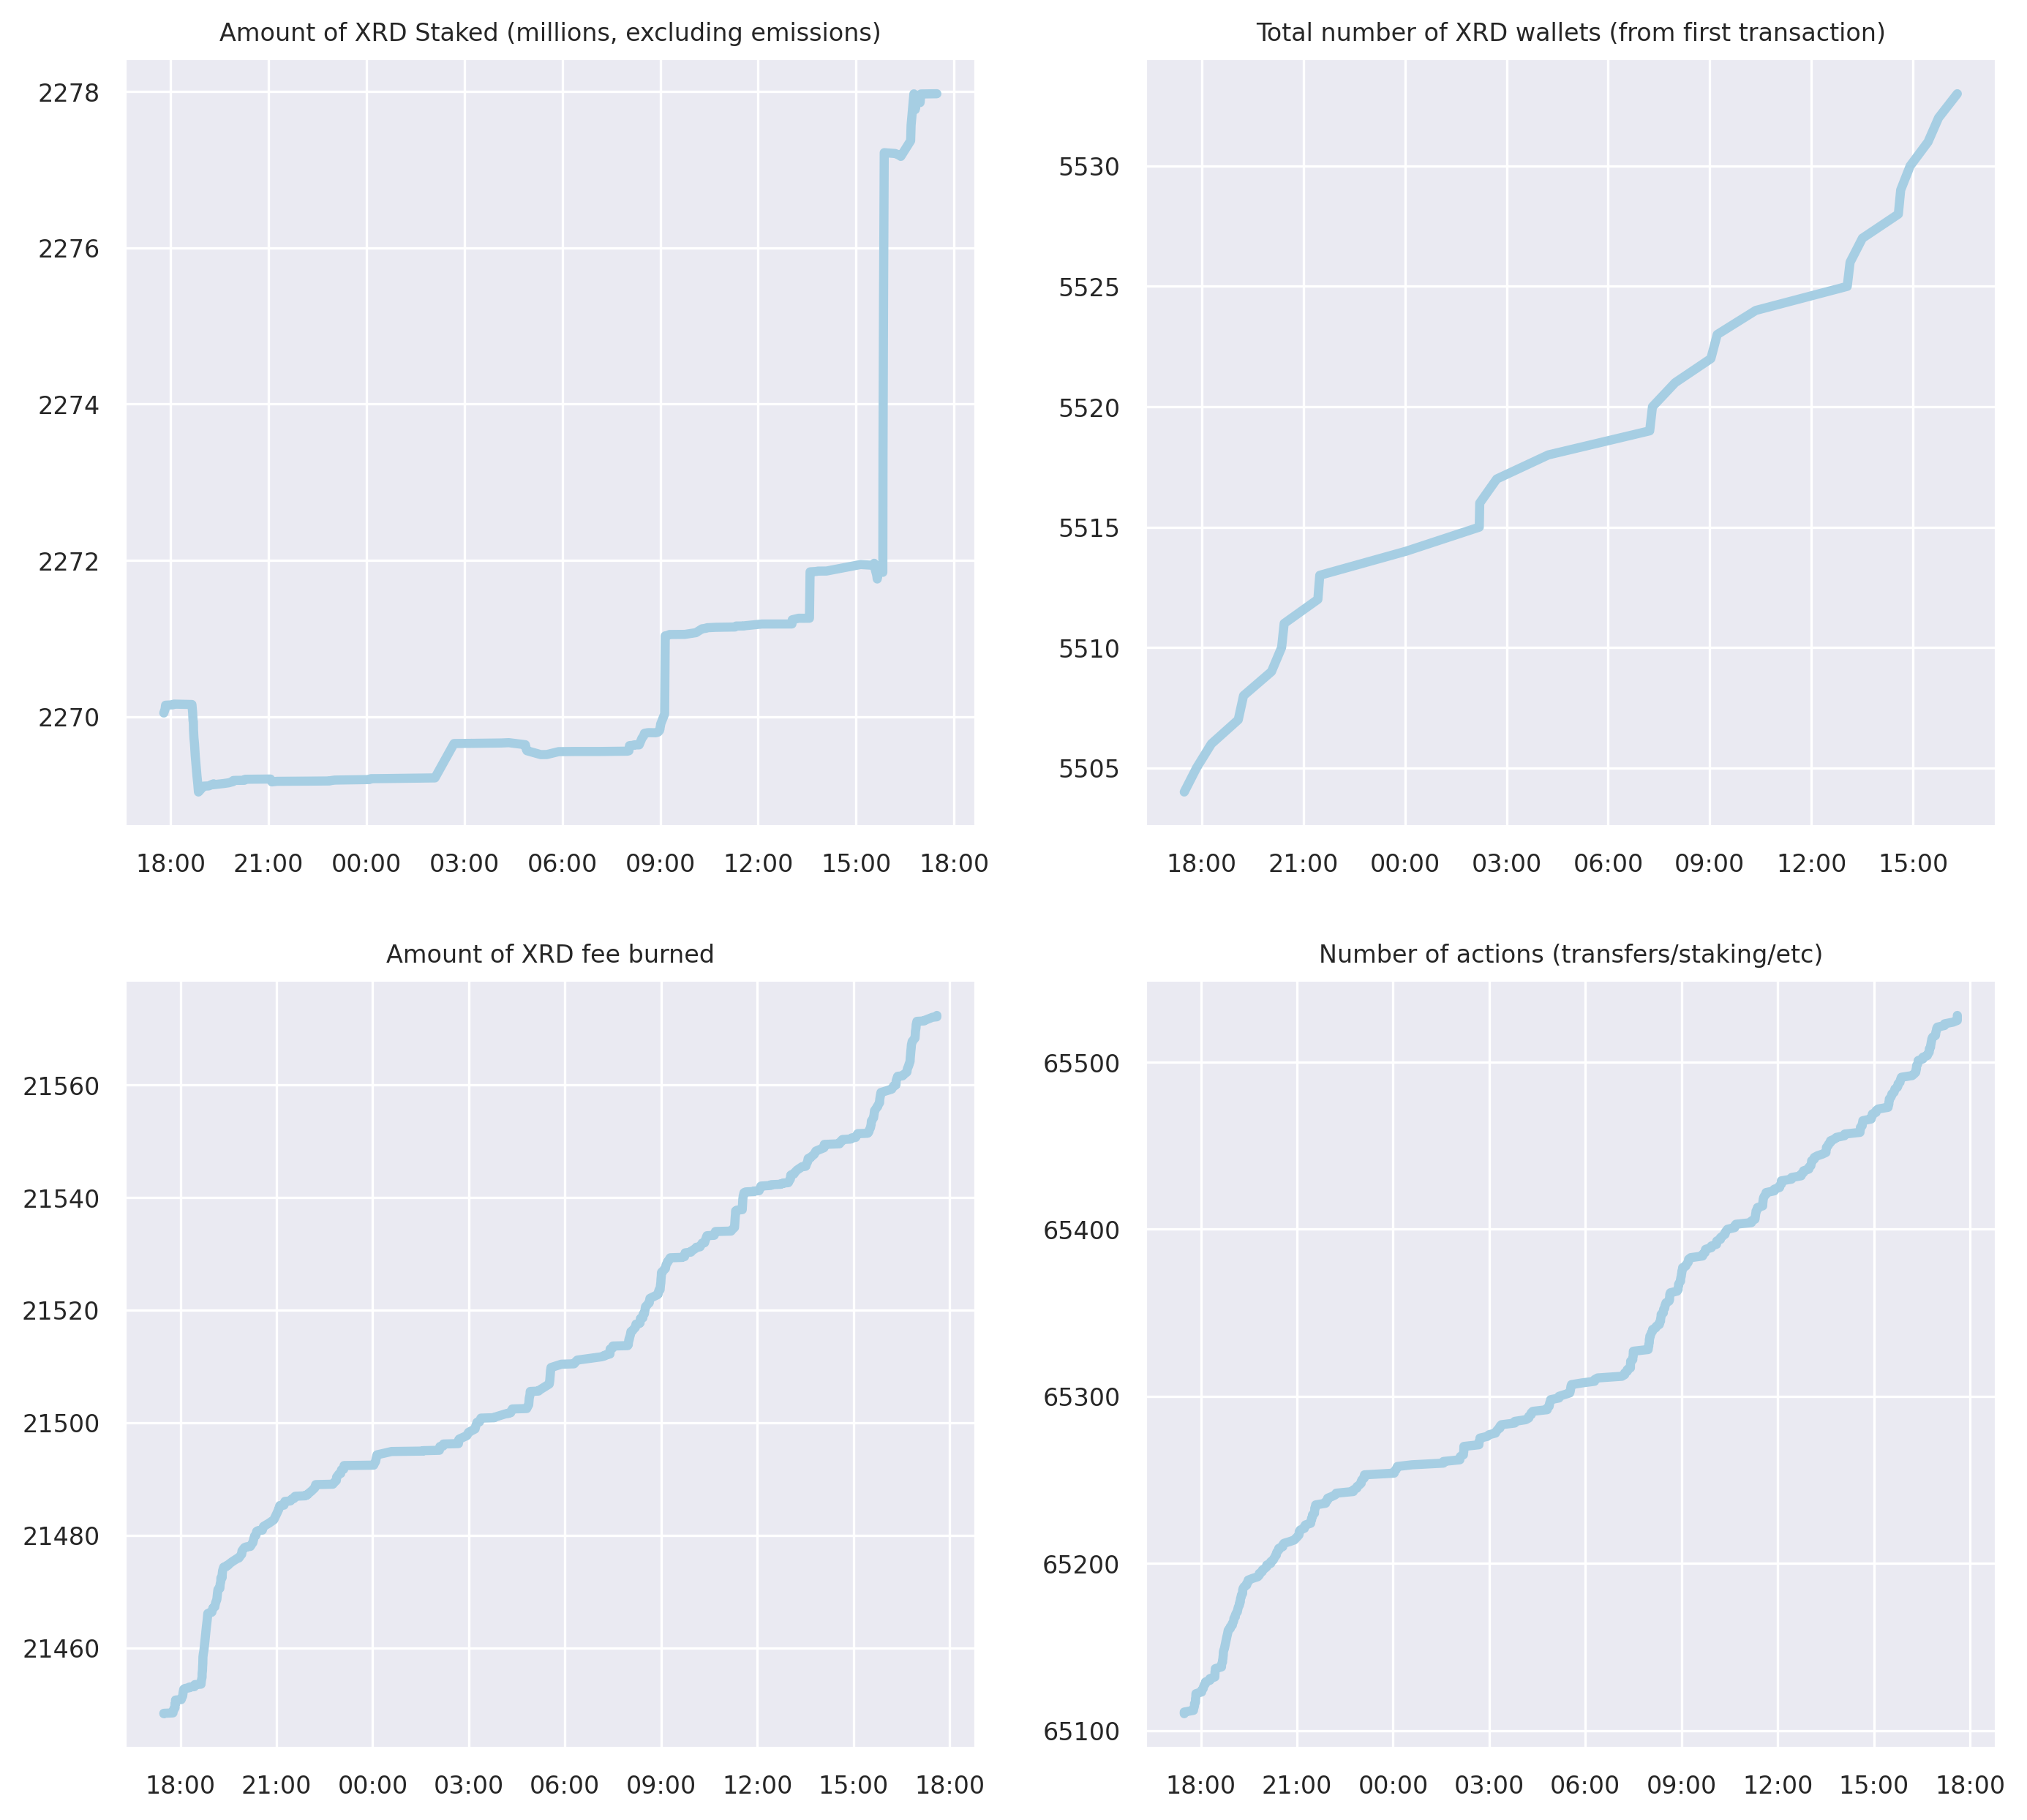 Amount of XRD Staked (millions, excluding emissions)
2278
2276
2274
2272
2270
18:00 21:00 00:00 03:00 06:00 09:00 12:00 15:00 18:00
Total number of XRD wallets (from first transaction)
5530
5525
5520
5515
5510
5505
18:00 21:00 00:00 03:00 06:00 09:00 12:00 15:00
Amount of XRD fee burned
21560
21540
21520
21500
21480
21460
18:00 21:00 00:00 03:00 06:00 09:00 12:00 15:00 18:00
Number of actions (transfers/staking/etc)
65500
65400
65300
65200
65100
18:00 21:00 00:00 03:00 06:00 09:00 12:00 15:00 18:00